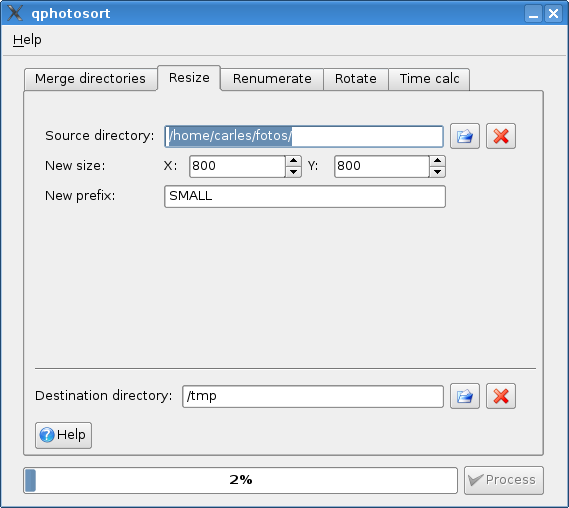 qphotosort
Help
Merge directories Resize Renumerate Rotate Time calc
Source directory: /home/carles/fotos/
New size: X: 800 Y: 800
New prefix: SMALL
Destination directory: /tmp
Help
2% Process